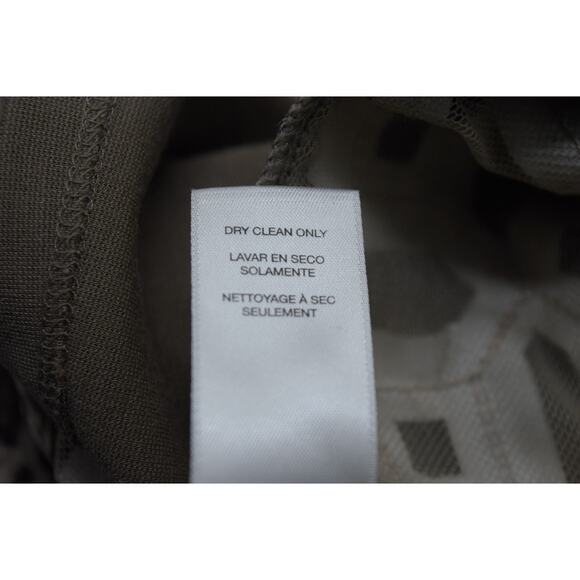 DRY CLEAN ONLY
LAVAR EN SECO
SOLAMENTE
NETTOYAGE À SEC
SEULEMENT